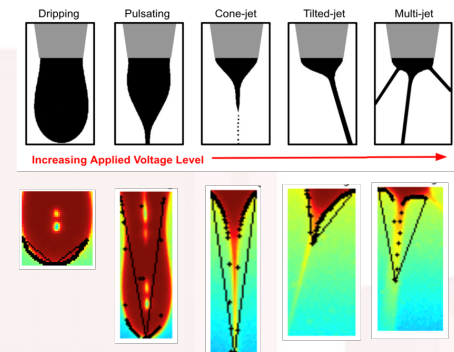 Dripping Pulsating Cone-jet Tilted-jet Multi-jet
Increasing Applied Voltage Level